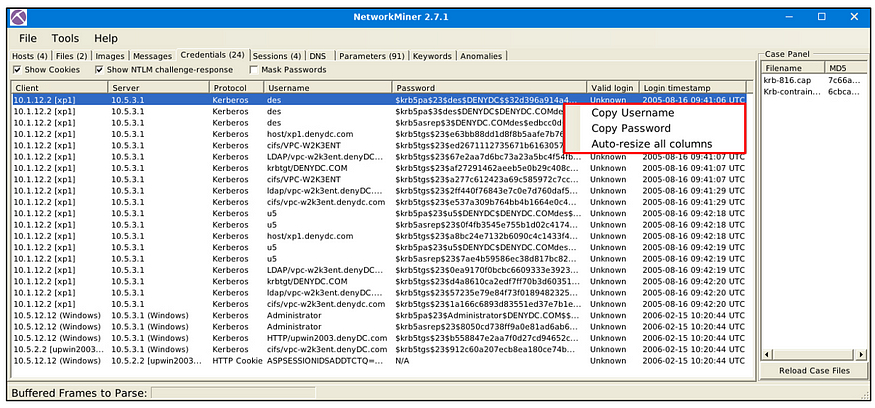 NetworkMiner 2.7.1
File Tools Help
Hosts (4) Files (2) Images Messages Credentials (24) Sessions (4) DNS Parameters (91) Keywords Anomalies
Show Cookies Show NTLM challenge-response Mask Passwords
Client Server Protocol Username Password Valid login Login timestamp
10.1.12.2 [xp1] 10.5.3.1 Kerberos des $krb5pa$23$des$DENYDC$$32d396a914a4... Unknown 2005-08-16 09:41:06 UTC
10.1.12.2 [xp1] 10.5.3.1 Kerberos des $krb5pa$3$des$DENYDC.COMdes...
10.1.12.2 [xp1] 10.5.3.1 Kerberos des $krb5asrep$3$DENYDC.COMdes$edbcc0d...
10.1.12.2 [xp1] 10.5.3.1 Kerberos host/xp1.denydc.com $krb5tgs$23$e63bb88dd1d8f8b5aafe7b76...
10.1.12.2 [xp1] 10.5.3.1 Kerberos cifs/VPC-W2K3ENT $krb5tgs$23$ed2671112735671b6163057...
10.1.12.2 [xp1] 10.5.3.1 Kerberos LDAP/vpc-w2k3ent.denyDC... $krb5tgs$23$67e2aa7d6bc73a23a5bc4f54fb... Unknown 2005-08-16 09:41:07 UTC
10.1.12.2 [xp1] 10.5.3.1 Kerberos krbtgt/DENYDC.COM $krb5tgs$23$af27291462aeeb5e0b29c408c... Unknown 2005-08-16 09:41:07 UTC
10.1.12.2 [xp1] 10.5.3.1 Kerberos cifs/VPC-W2K3ENT $krb5tgs$23$a277c612423a69c585972c7cc... Unknown 2005-08-16 09:41:07 UTC
10.1.12.2 [xp1] 10.5.3.1 Kerberos ldap/vpc-w2k3ent.denyDC.... $krb5tgs$23$2ff440f76843e7c0e7d760daf5... Unknown 2005-08-16 09:41:29 UTC
10.1.12.2 [xp1] 10.5.3.1 Kerberos cifs/vpc-w2k3ent.denydc.com $krb5tgs$23$e537a309b764bb4b1664e0c4... Unknown 2005-08-16 09:41:29 UTC
10.1.12.2 [xp1] 10.5.3.1 Kerberos u5 $krb5pa$23$u5$DENYDC$DENYDC.COMdes$... Unknown 2005-08-16 09:42:18 UTC
10.1.12.2 [xp1] 10.5.3.1 Kerberos u5 $krb5asrep$23$0f4fb3545e755b1d02c4174... Unknown 2005-08-16 09:42:18 UTC
10.1.12.2 [xp1] 10.5.3.1 Kerberos host/xp1.denydc.com $krb5tgs$23$a8bc24e7132b6090c4c1433f4... Unknown 2005-08-16 09:42:18 UTC
10.1.12.2 [xp1] 10.5.3.1 Kerberos u5 $krb5pa$23$u5$DENYDC$DENYDC.COMdes... Unknown 2005-08-16 09:42:19 UTC
10.1.12.2 [xp1] 10.5.3.1 Kerberos u5 $krb5asrep$23$7ae4b59586ec38d817bc82... Unknown 2005-08-16 09:42:19 UTC
10.1.12.2 [xp1] 10.5.3.1 Kerberos LDAP/vpc-w2k3ent.denyDC... $krb5tgs$23$0ea9170f0bcbc6609333e3923... Unknown 2005-08-16 09:42:19 UTC
10.1.12.2 [xp1] 10.5.3.1 Kerberos krbtgt/DENYDC.COM $krb5tgs$23$d4a8610ca2edf7ff70b3d60351... Unknown 2005-08-16 09:42:20 UTC
10.1.12.2 [xp1] 10.5.3.1 Kerberos ldap/vpc-w2k3ent.denyDC.... $krb5tgs$23$57235e79e84f73f0189482325... Unknown 2005-08-16 09:42:20 UTC
10.1.12.2 [xp1] 10.5.3.1 Kerberos cifs/vpc-w2k3ent.denydc.com $krb5tgs$23$1a166c6893d83551ed37e7b1e... Unknown 2005-08-16 09:42:20 UTC
10.5.12.12 (Windows) 10.5.3.1 (Windows) Kerberos Administrator $krb5pa$23$Administrator$DENYDC.COM$$... Unknown 2006-02-15 10:20:44 UTC
10.5.12.12 (Windows) 10.5.3.1 (Windows) Kerberos Administrator $krb5asrep$23$8050cd738ff9a0e81ad6ab6... Unknown 2006-02-15 10:20:44 UTC
10.5.12.12 (Windows) 10.5.3.1 (Windows) Kerberos HTTP/upwin2003.denyDC.com $krb5tgs$23$b558847e2aa7f0d27cd94652c... Unknown 2006-02-15 10:20:44 UTC
10.5.2.2 [upwin2003... 10.5.3.1 (Windows) Kerberos cifs/vpc-w2k3ent.denydc.com $krb5tgs$23$912c60a207ecb8ea180ce74b... Unknown 2006-02-15 10:20:44 UTC
10.5.12.12 (Windows) 10.5.2.2 [upwin2003... HTTP Cookie ASPSESSIONIDSADDTCTQ=... N/A Unknown 2006-02-15 10:20:44 UTC
Copy Username
Copy Password
Auto-resize all columns
Case Panel
Filename MD5
krb-816.cap 7c66a...
Krb-contrain... 6cbca...
Reload Case Files
Buffered Frames to Parse: